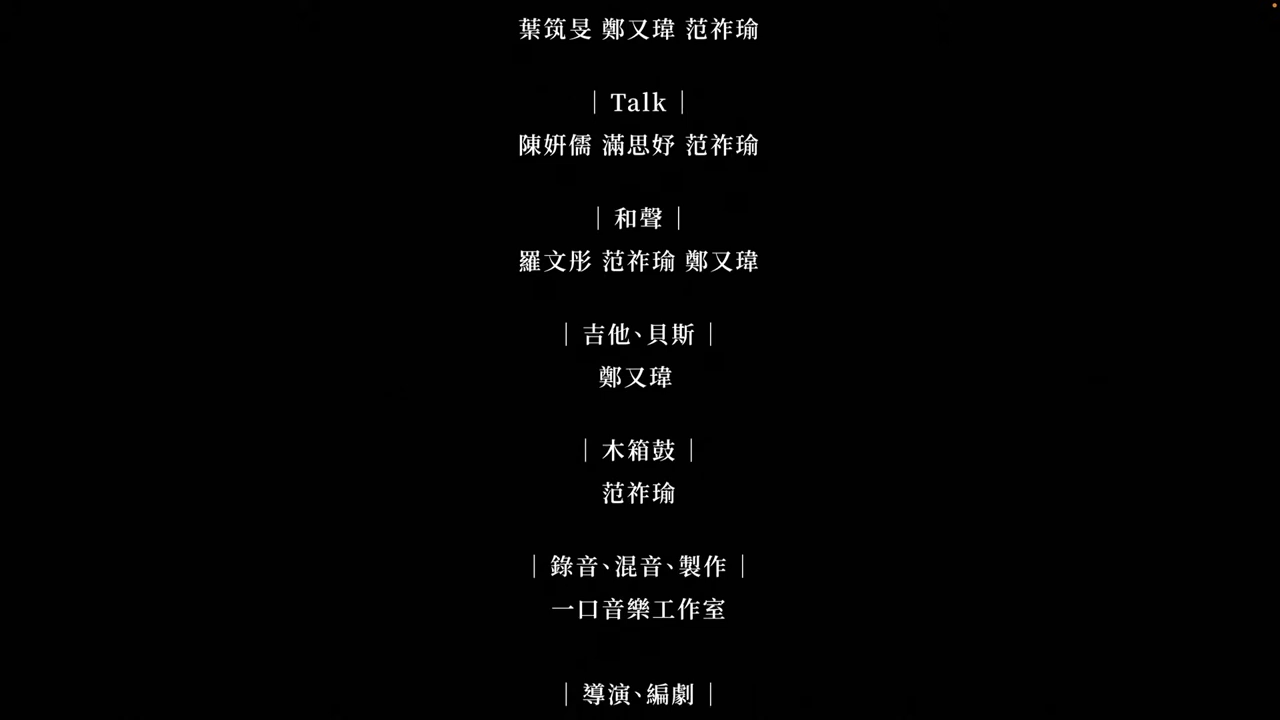 葉筑旻 鄭又瑋 范祚瑜
| Talk |
陳妍儒 滿思妤 范祚瑜
| 和聲 |
羅文彤 范祚瑜 鄭又瑋
| 吉他、貝斯 |
鄭又瑋
| 木箱鼓 |
范祚瑜
| 錄音、混音、製作 |
一口音樂工作室
| 導演、編劇 |